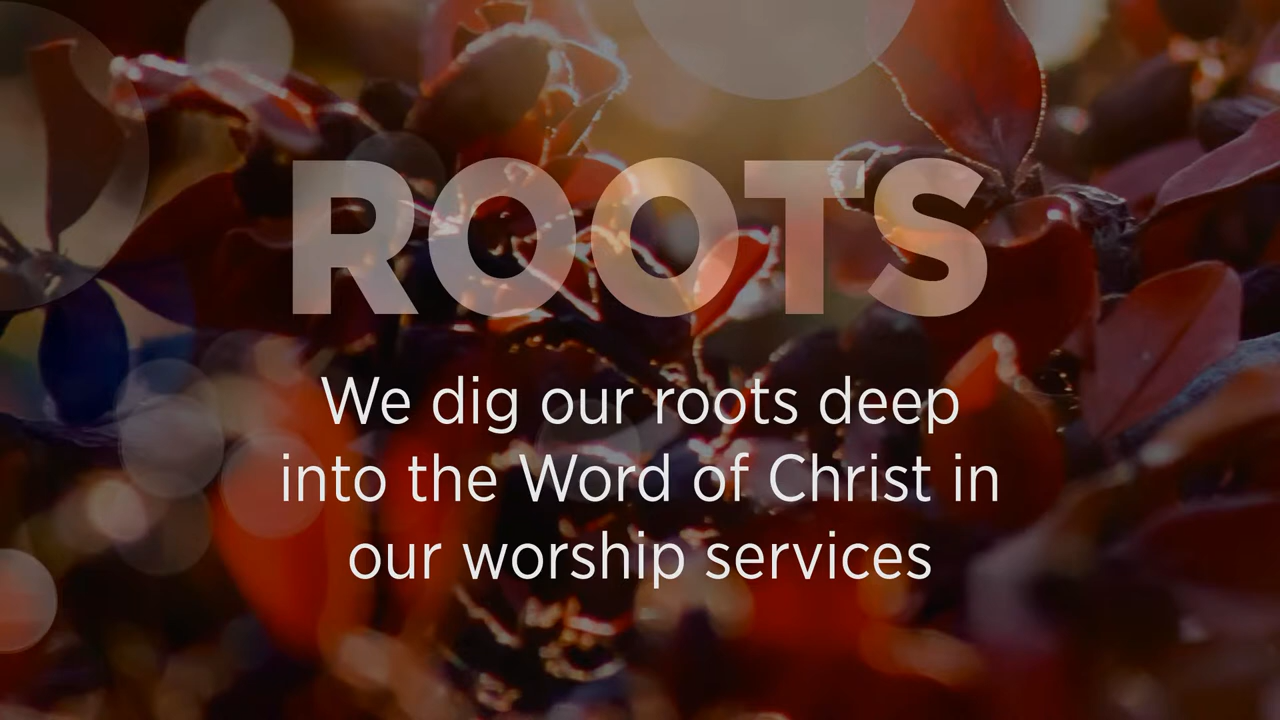 ROOTS
We dig our roots deep
into the Word of Christ in
our worship services